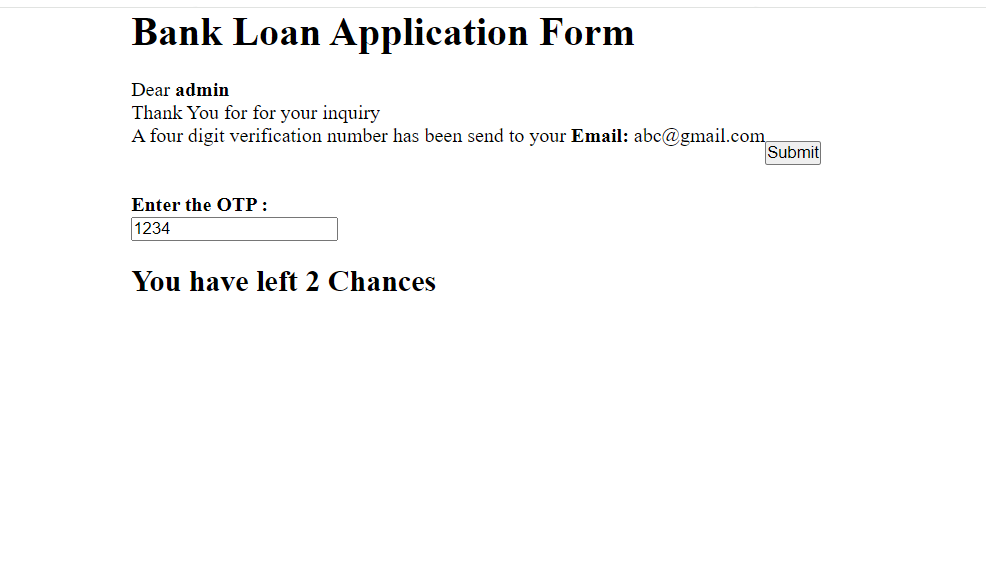 Bank Loan Application Form
Dear admin
Thank You for for your inquiry
A four digit verification number has been send to your Email: abc@gmail.com
Submit
Enter the OTP :
1234
You have left 2 Chances